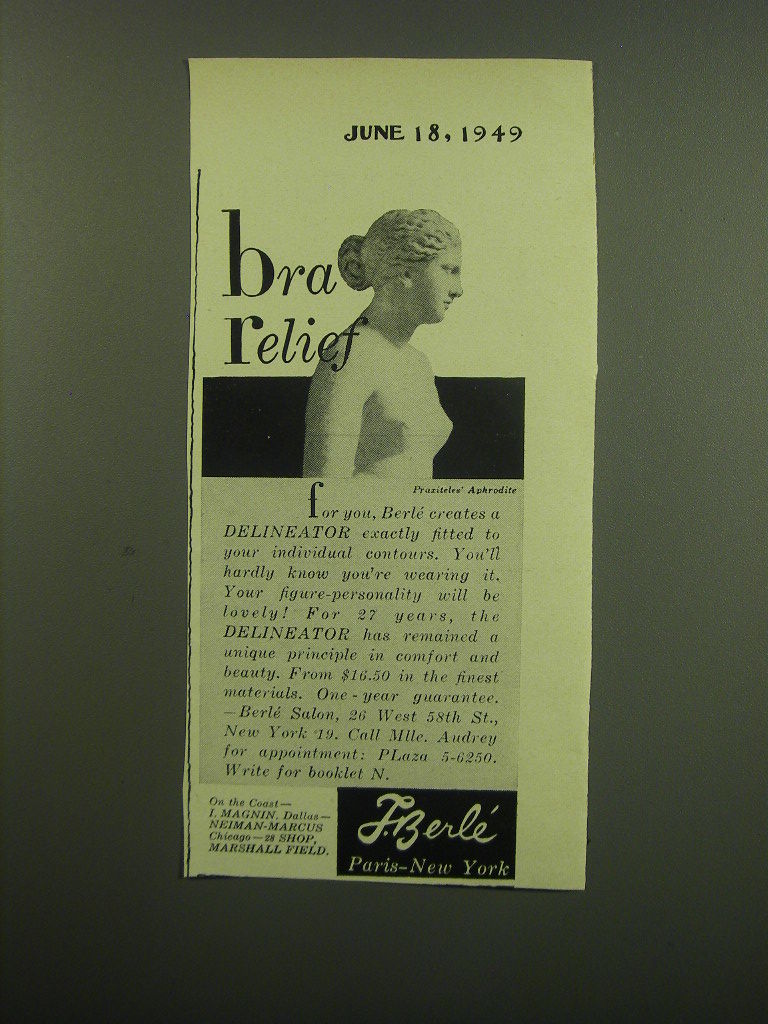 JUNE 18, 1949
bra
relief
Praxiteles' Aphrodite
for you, Berlé creates a
DELINEATOR exactly fitted to
your individual contours. You'll
hardly know you're wearing it.
Your figure-personality will be
lovely! For 27 years, the
DELINEATOR has remained a
unique principle in comfort and
beauty. From $16.50 in the finest
materials. One-year guarantee.
—Berlé Salon, 26 West 58th St.,
New York 19. Call Mlle. Audrey
for appointment: PLaza 5-6250.
Write for booklet N.
On the Coast—
I. MAGNIN. Dallas—
NEIMAN-MARCUS
Chicago—28 SHOP,
MARSHALL FIELD.
J. Berlé
Paris–New York